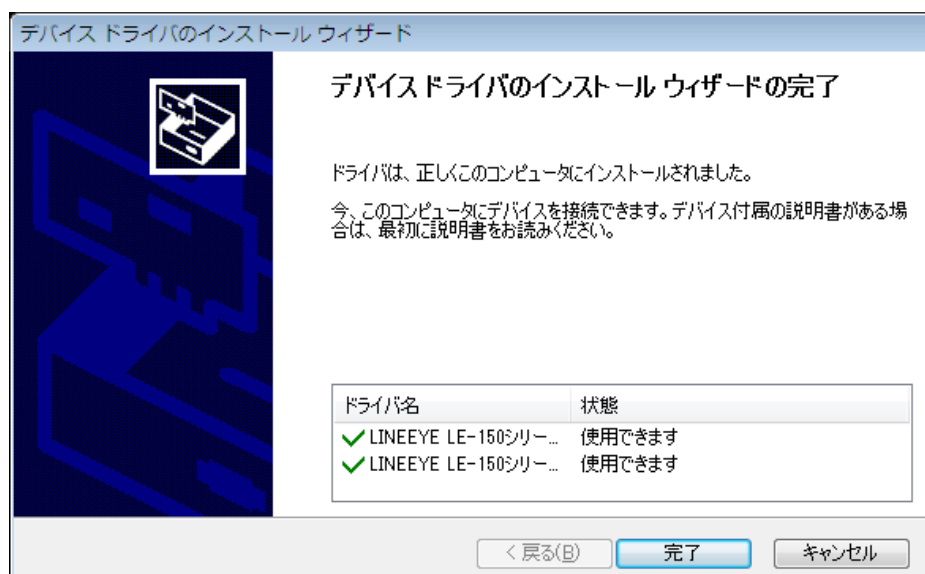 デバイス ドライバのインストール ウィザード
デバイス ドライバのインストール ウィザードの完了
ドライバは、正しくこのコンピュータにインストールされました。
今、このコンピュータにデバイスを接続できます。デバイス付属の説明書がある場
合は、最初に説明書をお読みください。
ドライバ名 状態
LINEEYE LE-150シリー... 使用できます
LINEEYE LE-150シリー... 使用できます
< 戻る(B) 完了 キャンセル